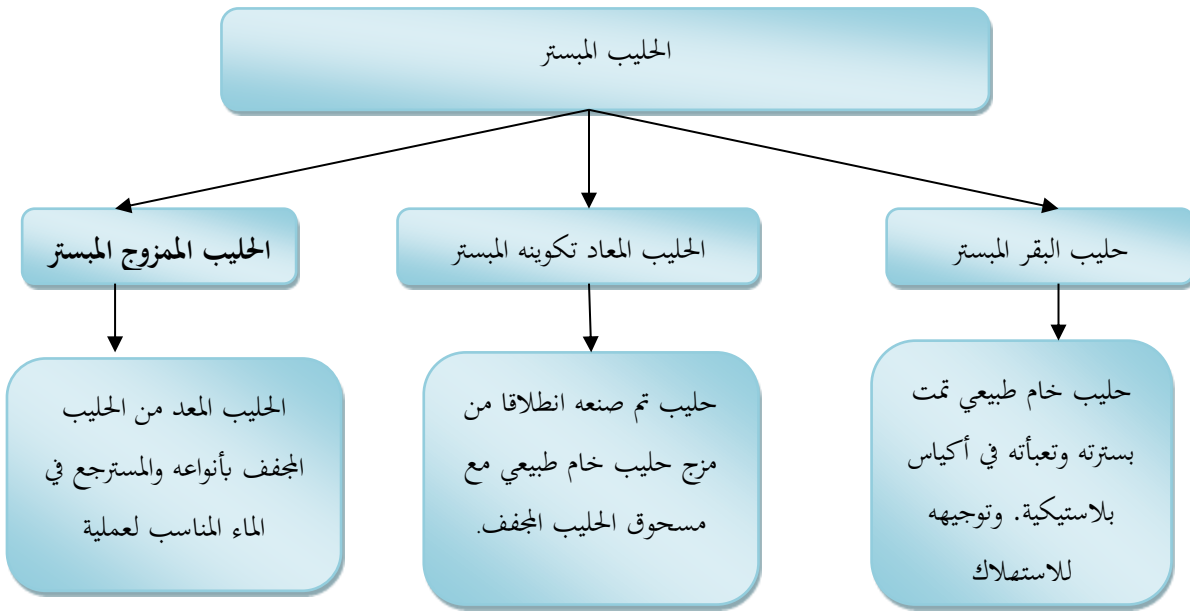 الحليب المبستر
حليب البقر المبستر
الحليب المعاد تكوينه المبستر
الحليب الممزوج المبستر
حليب خام طبيعي تمت
بسترته وتعبأته في أكياس
بلاستيكية. وتوجيهه
للاستهلاك
حليب تم صنعه انطلاقا من
مزج حليب خام طبيعي مع
مسحوق الحليب المجفف.
الحليب المعد من الحليب
المجفف بأنواعه والمسترجع في
الماء المناسب لعملية